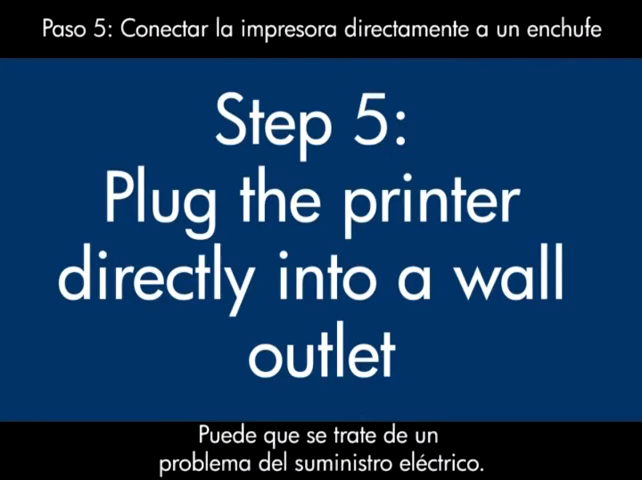 Paso 5: Conectar la impresora directamente a un enchufe
Step 5:
Plug the printer
directly into a wall
outlet
Puede que se trate de un
problema del suministro eléctrico.